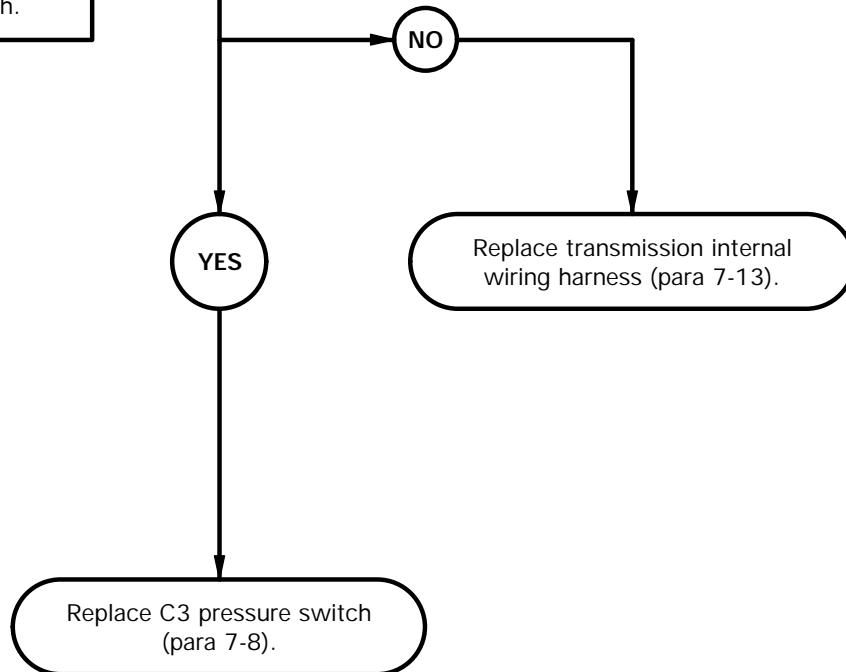 h.
NO
YES
Replace transmission internal
wiring harness (para 7-13).
Replace C3 pressure switch
(para 7-8).